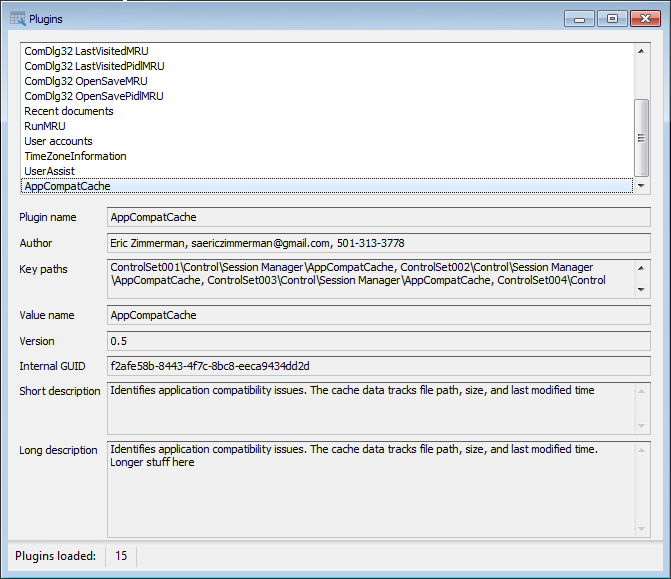 Plugins
ComDlg32 LastVisitedMRU
ComDlg32 LastVisitedPidlMRU
ComDlg32 OpenSaveMRU
ComDlg32 OpenSavePidlMRU
Recent documents
RunMRU
User accounts
TimeZoneInformation
UserAssist
AppCompatCache
Plugin name AppCompatCache
Author Eric Zimmerman, saericzimmerman@gmail.com, 501-313-3778
Key paths ControlSet001\Control\Session Manager\AppCompatCache, ControlSet002\Control\Session Manager
\AppCompatCache, ControlSet003\Control\Session Manager\AppCompatCache, ControlSet004\Control
Value name AppCompatCache
Version 0.5
Internal GUID f2afe58b-8443-4f7c-8bc8-eeca9434dd2d
Short description Identifies application compatibility issues. The cache data tracks file path, size, and last modified time
Long description Identifies application compatibility issues. The cache data tracks file path, size, and last modified time.
Longer stuff here
Plugins loaded: 15